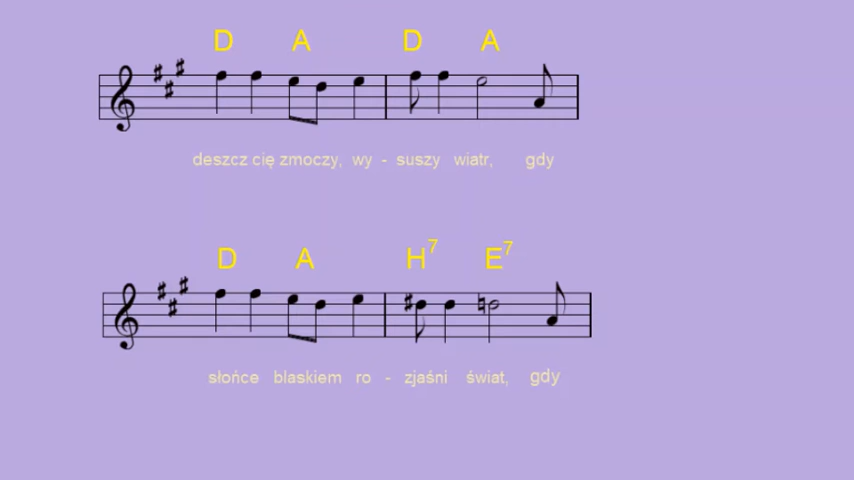 D A D A
deszcz cię zmoczy, wy - suszy wiatr, gdy
D A H7 E7
słońce blaskiem ro - zjaśni świat, gdy